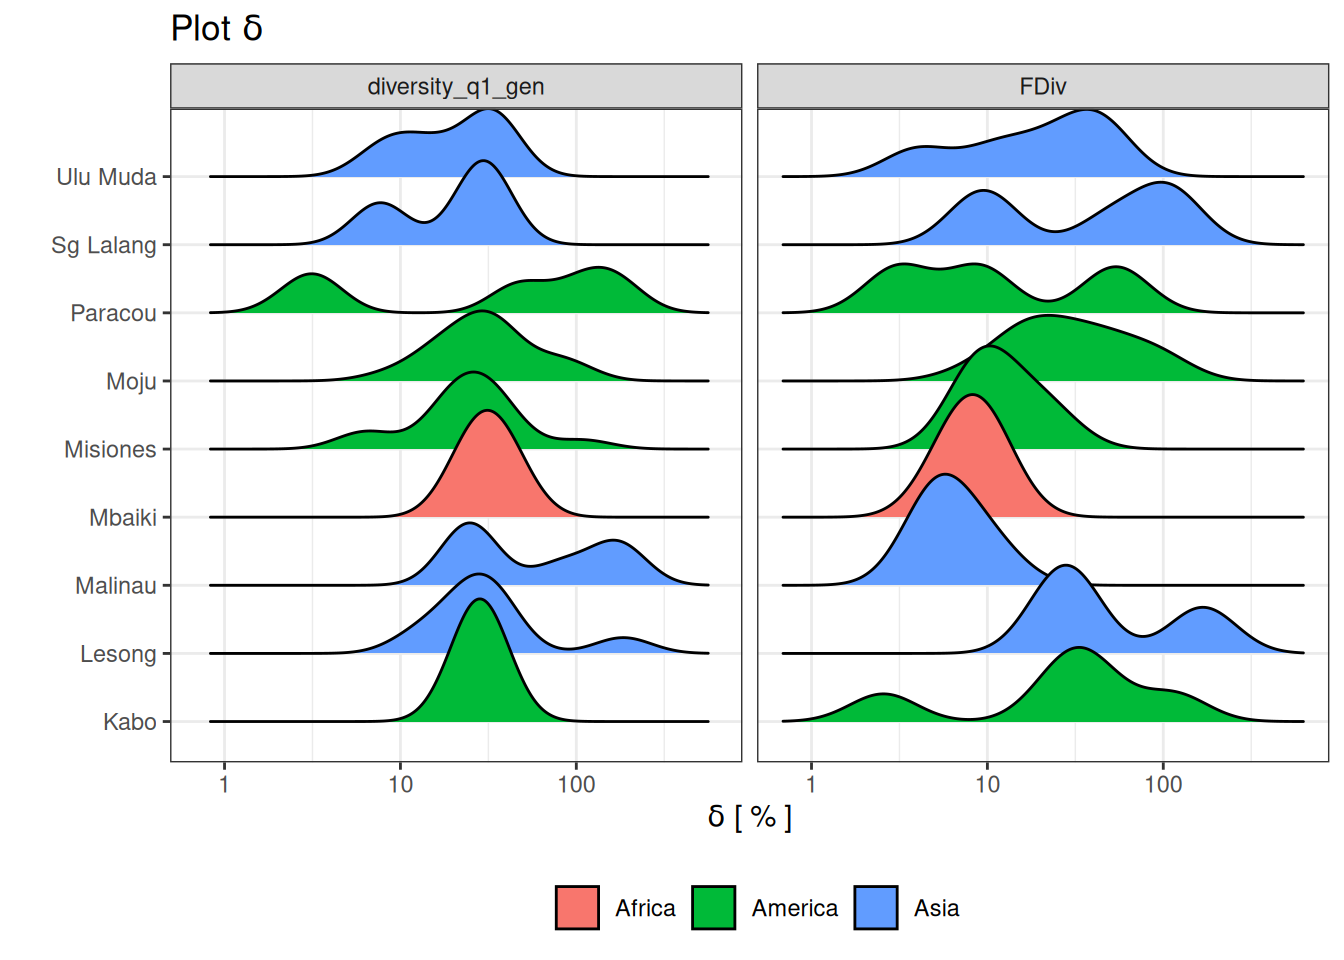 Plot δ
diversity_q1_gen
FDiv
Ulu Muda
Sg Lalang
Paracou
Moju
Misiones
Mbaiki
Malinau
Lesong
Kabo
1 10 100
1 10 100
δ [ % ]
Africa America Asia